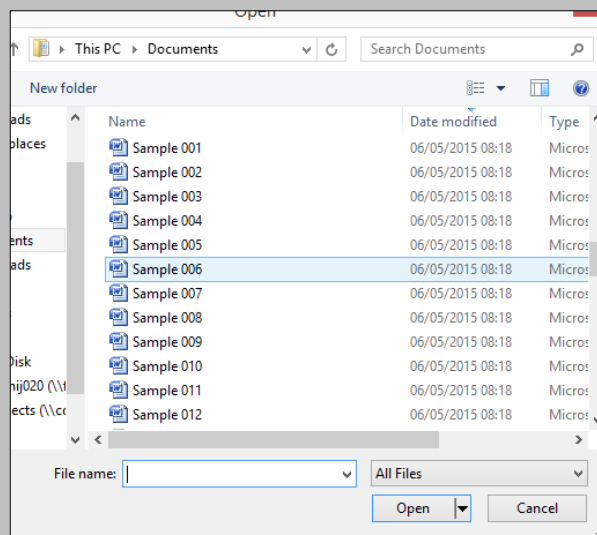 Open
This PC Documents
Search Documents
New folder
ads
places
ents
ads
Disk
Name Date modified Type
Sample 001 06/05/2015 08:18 Micros
Sample 002 06/05/2015 08:18 Micros
Sample 003 06/05/2015 08:18 Micros
Sample 004 06/05/2015 08:18 Micros
Sample 005 06/05/2015 08:18 Micros
Sample 006 06/05/2015 08:18 Micros
Sample 007 06/05/2015 08:18 Micros
Sample 008 06/05/2015 08:18 Micros
Sample 009 06/05/2015 08:18 Micros
Sample 010 06/05/2015 08:18 Micros
Sample 011 06/05/2015 08:18 Micros
Sample 012 06/05/2015 08:18 Micros
File name:
All Files
Open
Cancel